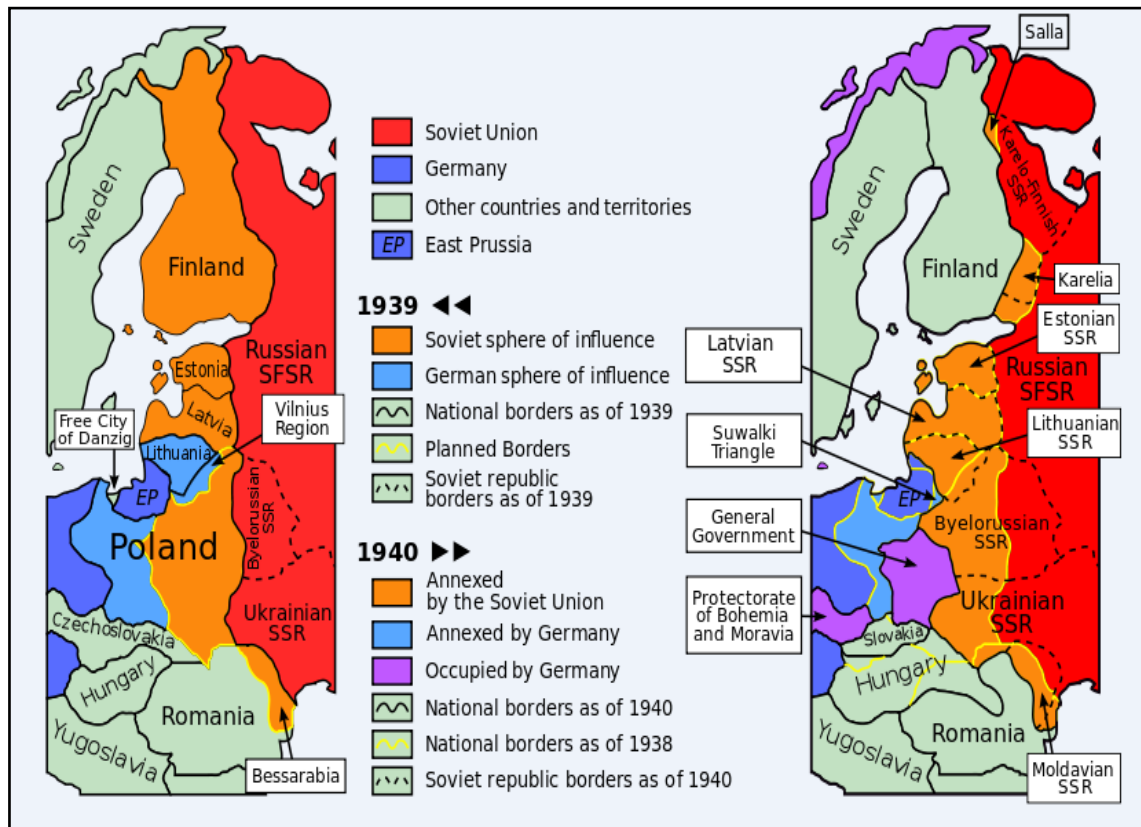 Sweden
Finland
Estonia
Latvia
Lithuania
Russian
SFSR
Free City
of Danzig
Vilnius
Region
EP
Poland
Byelorussian
SSR
Ukrainian
SSR
Czechoslovakia
Hungary
Romania
Yugoslavia
Bessarabia
Soviet Union
Germany
Other countries and territories
EP
East Prussia
1939 ◄◄
Soviet sphere of influence
German sphere of influence
National borders as of 1939
Planned Borders
Soviet republic
borders as of 1939
1940 ►►
Annexed
by the Soviet Union
Annexed by Germany
Occupied by Germany
National borders as of 1940
National borders as of 1938
Soviet republic borders as of 1940
Salla
Karelo-Finnish
SSR
Sweden
Finland
Karelia
Estonian
SSR
Latvian
SSR
Russian
SFSR
Suwalki
Triangle
Lithuanian
SSR
EP
General
Government
Byelorussian
SSR
Protectorate
of Bohemia
and Moravia
Ukrainian
SSR
Slovakia
Hungary
Romania
Yugoslavia
Moldavian
SSR